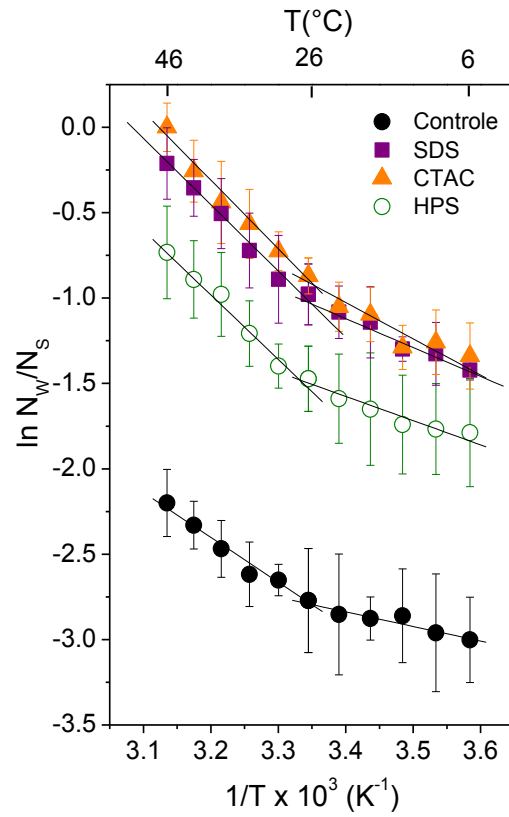 T(°C)
46 26 6
Controle
SDS
CTAC
HPS
0.0
-0.5
-1.0
-1.5
-2.0
-2.5
-3.0
-3.5
ln N_W/N_S
3.1 3.2 3.3 3.4 3.5 3.6
1/T x 10³ (K⁻¹)